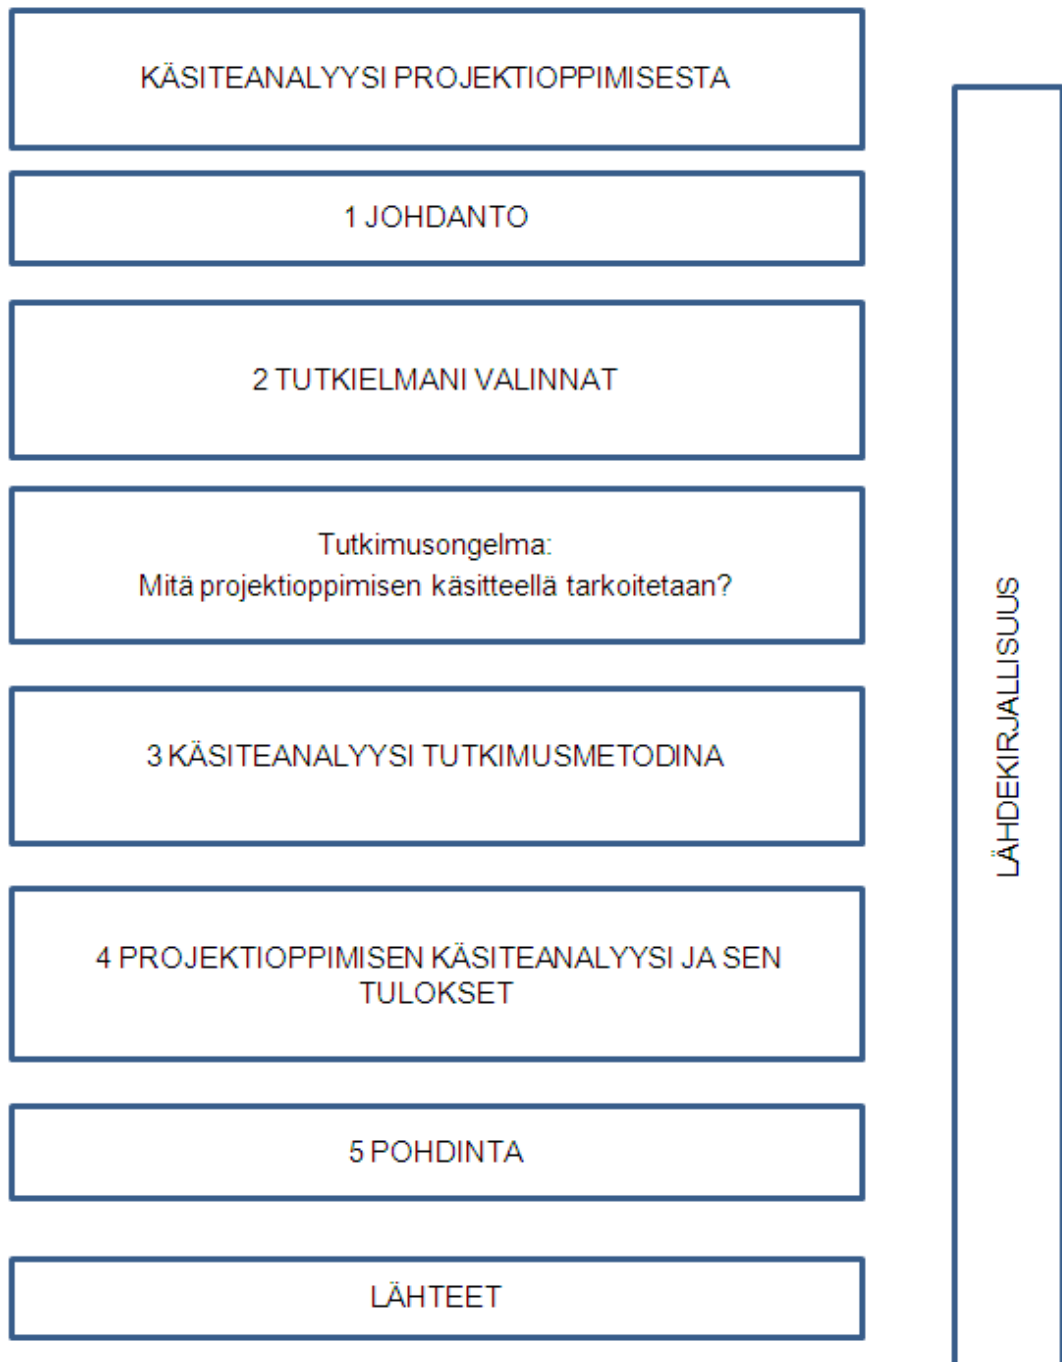 KÄSITEANALYYSI PROJEKTIOPPIMISESTA
1 JOHDANTO
2 TUTKIELMANI VALINNAT
Tutkimusongelma:
Mitä projektioppimisen käsitteellä tarkoitetaan?
3 KÄSITEANALYYSI TUTKIMUSMETODINA
4 PROJEKTIOPPIMISEN KÄSITEANALYYSI JA SEN
TULOKSET
5 POHDINTA
LÄHTEET
LÄHDEKIRJALLISUUS